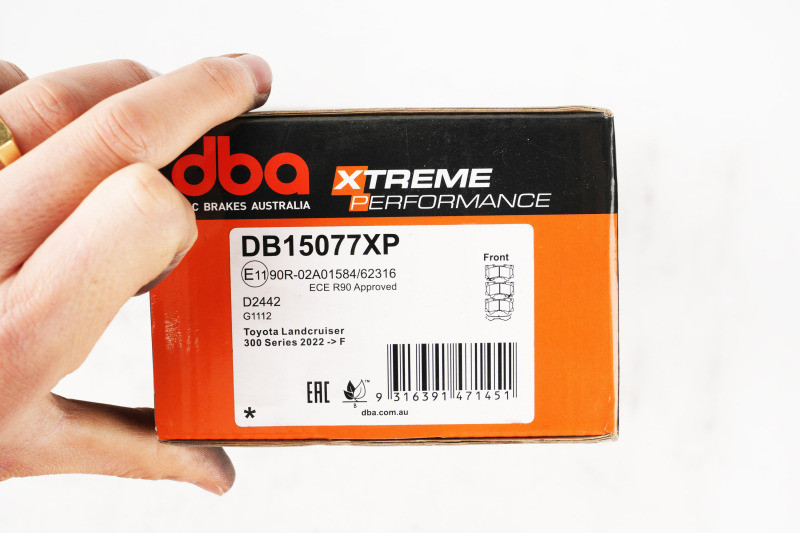 dba
XTREME
PERFORMANCE
C BRAKES AUSTRALIA
DB15077XP
E11 90R-02A01584/62316
ECE R90 Approved
D2442
G1112
Toyota Landcruiser
300 Series 2022 -> F
Front
EAC
TM
B
9 316391 471451
*
dba.com.au